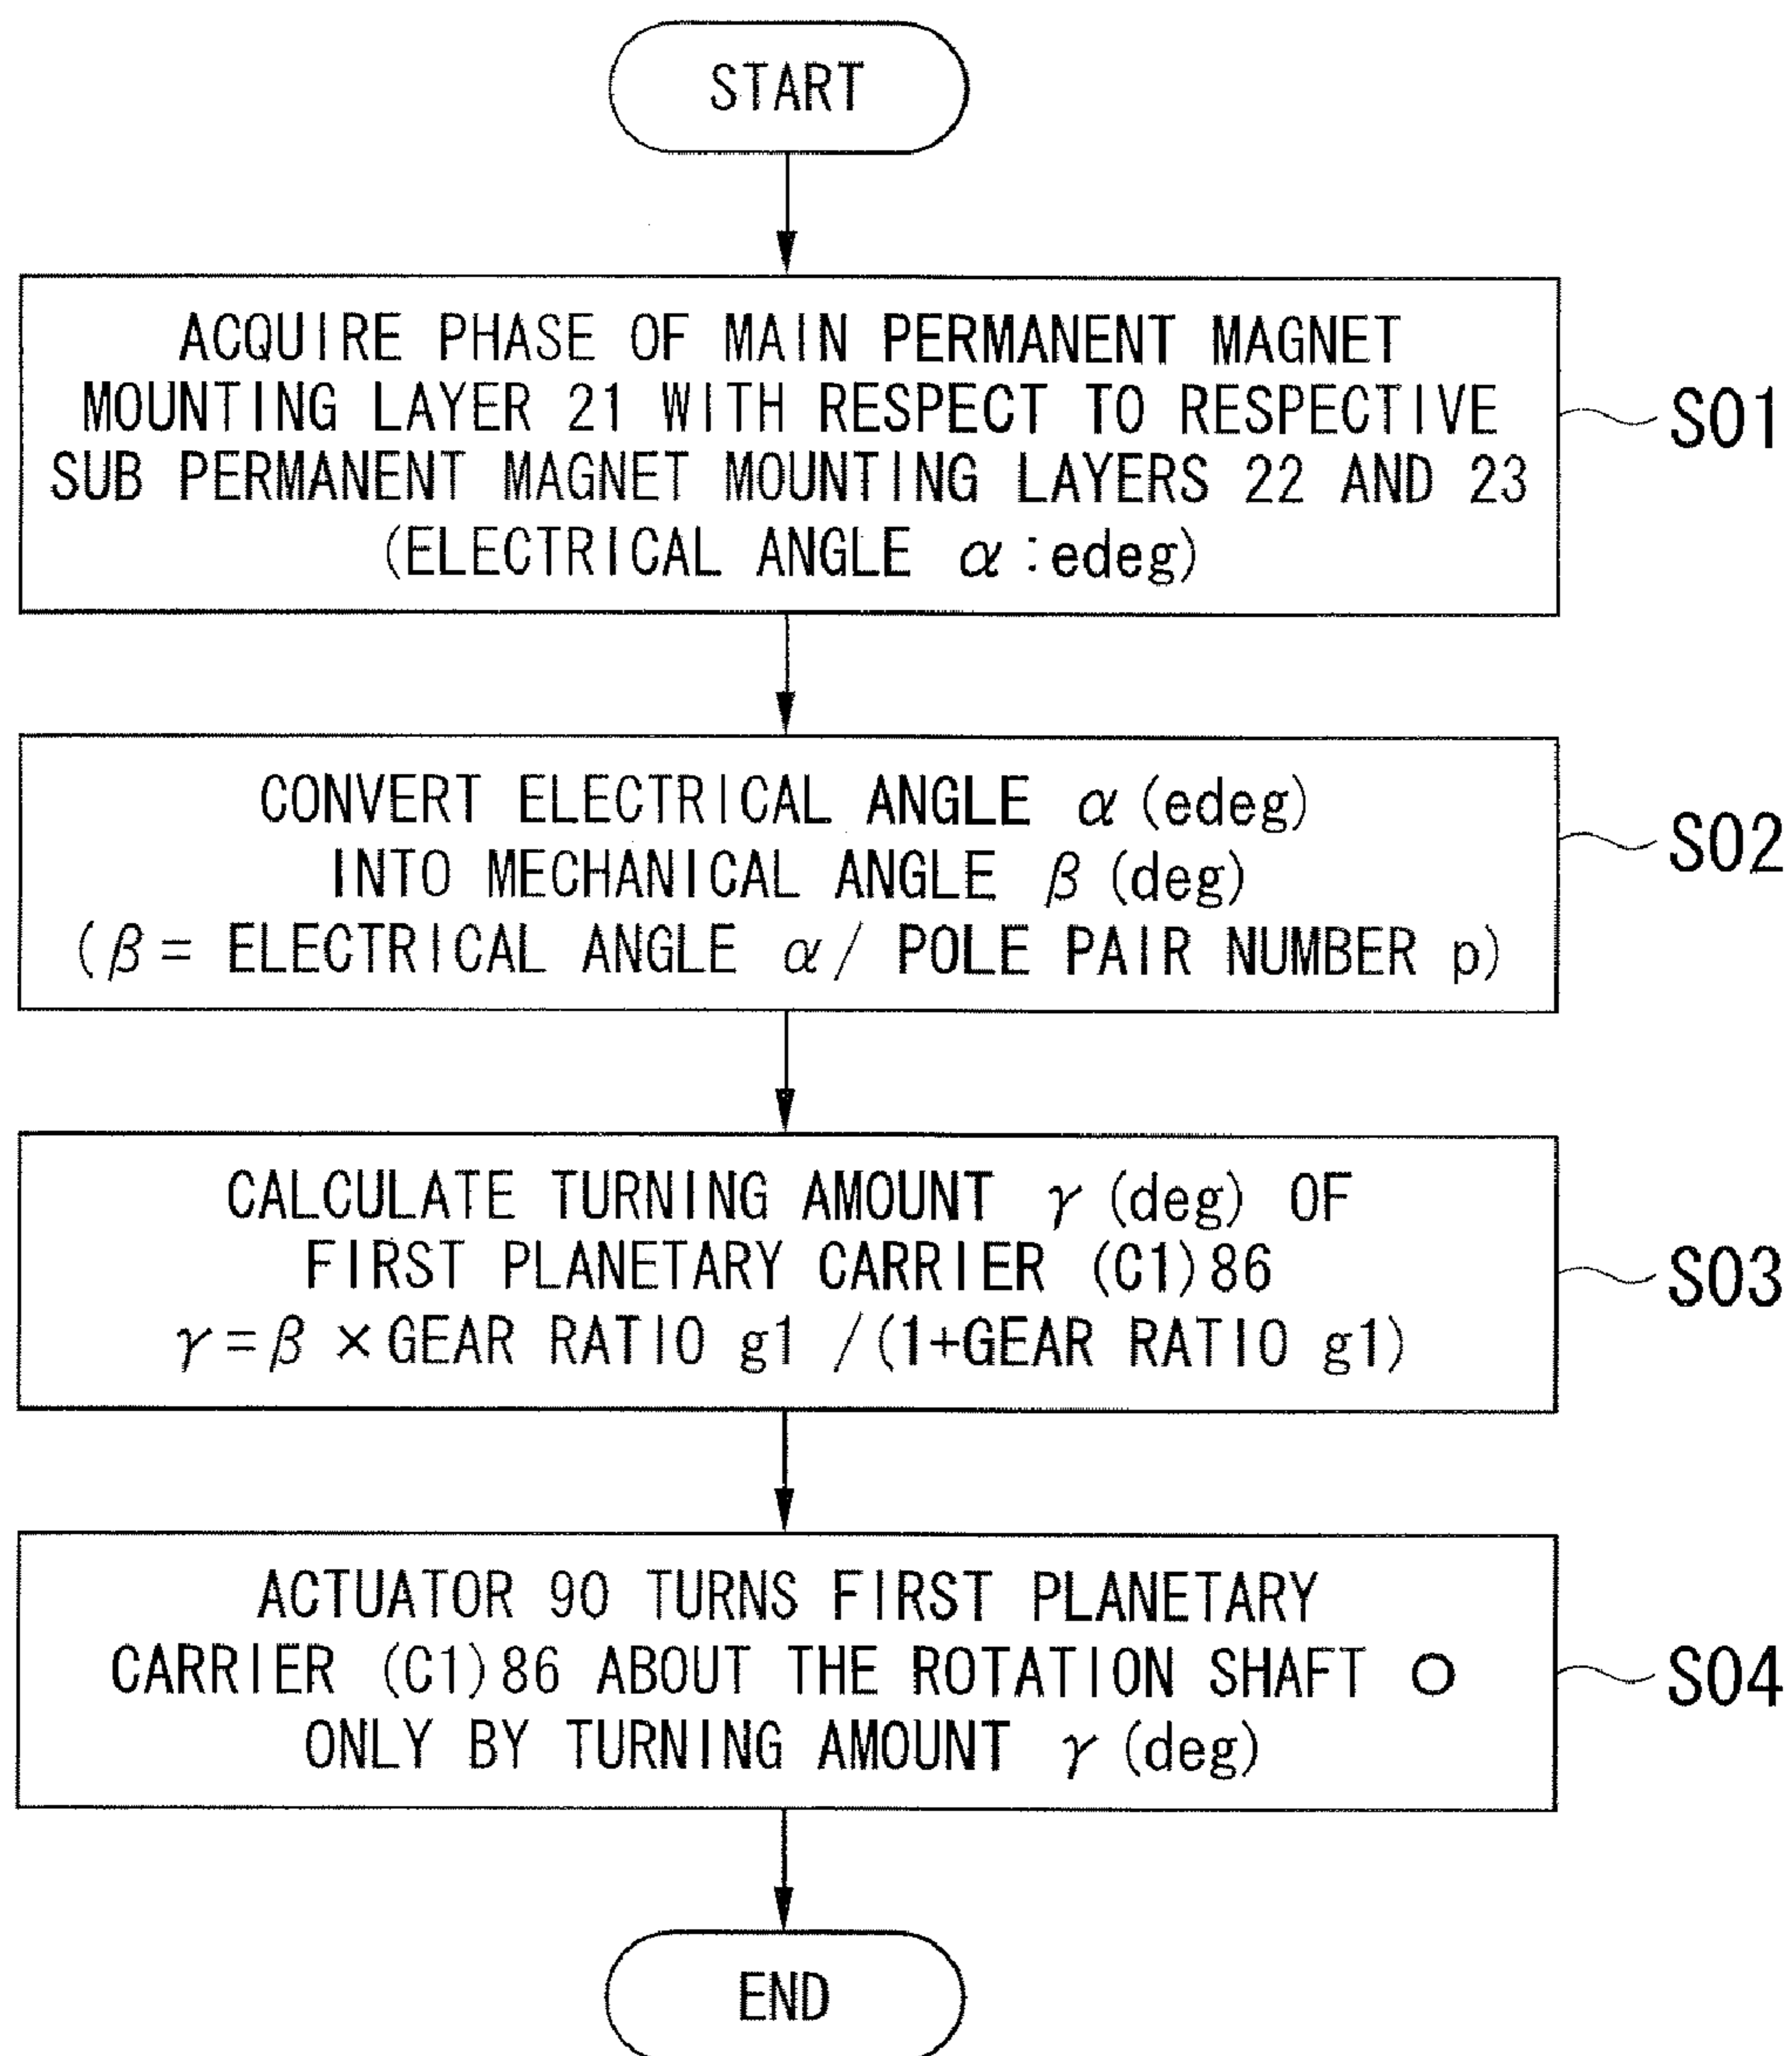 START
ACQUIRE PHASE OF MAIN PERMANENT MAGNET
MOUNTING LAYER 21 WITH RESPECT TO RESPECTIVE
SUB PERMANENT MAGNET MOUNTING LAYERS 22 AND 23
(ELECTRICAL ANGLE α:edeg)
S01
CONVERT ELECTRICAL ANGLE α(edeg)
INTO MECHANICAL ANGLE β(deg)
(β= ELECTRICAL ANGLE α/ POLE PAIR NUMBER p)
S02
CALCULATE TURNING AMOUNT γ(deg) OF
FIRST PLANETARY CARRIER (C1)86
γ=β×GEAR RATIO g1 /(1+GEAR RATIO g1)
S03
ACTUATOR 90 TURNS FIRST PLANETARY
CARRIER (C1)86 ABOUT THE ROTATION SHAFT O
ONLY BY TURNING AMOUNT γ(deg)
S04
END